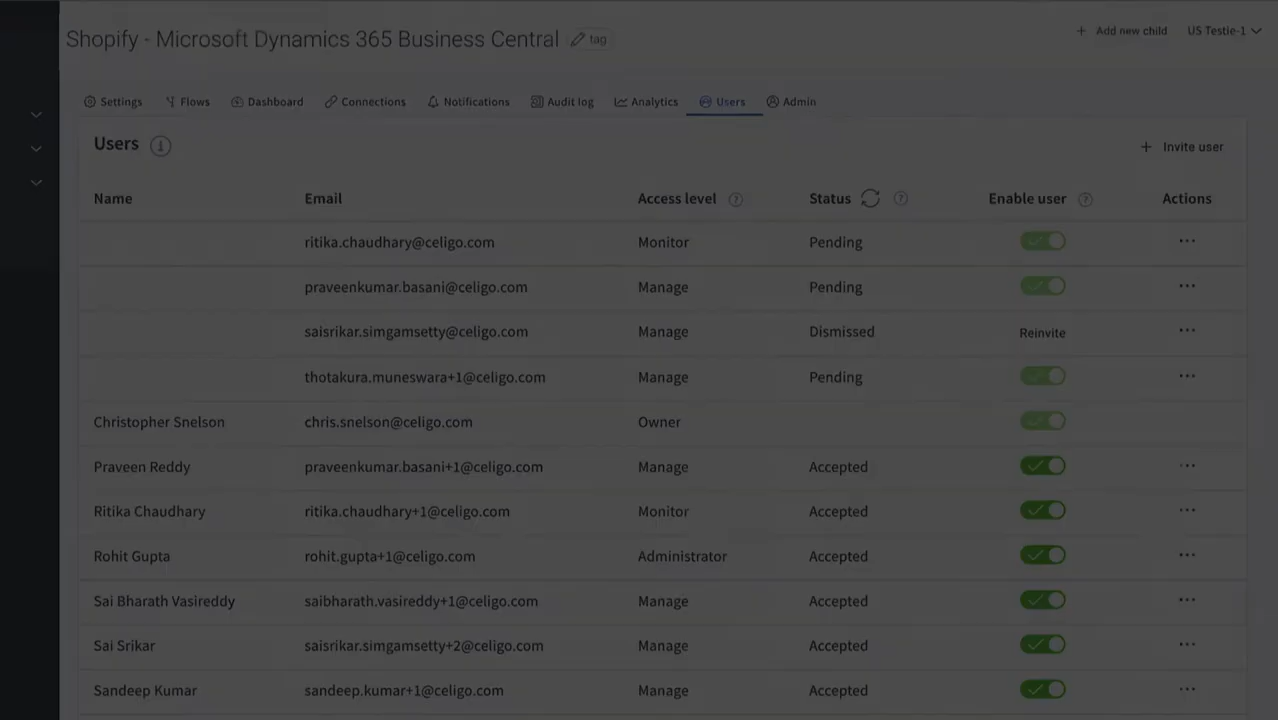 Shopify - Microsoft Dynamics 365 Business Central tag + Add new child US Testie-1
Settings Flows Dashboard Connections Notifications Audit log Analytics Users Admin
Users + Invite user
Name Email Access level Status Enable user Actions
ritika.chaudhary@celigo.com Monitor Pending
praveenkumar.basani@celigo.com Manage Pending
saisrikar.simgamsetty@celigo.com Manage Dismissed Reinvite
thotakura.muneswara+1@celigo.com Manage Pending
Christopher Snelson chris.snelson@celigo.com Owner
Praveen Reddy praveenkumar.basani+1@celigo.com Manage Accepted
Ritika Chaudhary ritika.chaudhary+1@celigo.com Monitor Accepted
Rohit Gupta rohit.gupta+1@celigo.com Administrator Accepted
Sai Bharath Vasireddy saibharath.vasireddy+1@celigo.com Manage Accepted
Sai Srikar saisrikar.simgamsetty+2@celigo.com Manage Accepted
Sandeep Kumar sandeep.kumar+1@celigo.com Manage Accepted